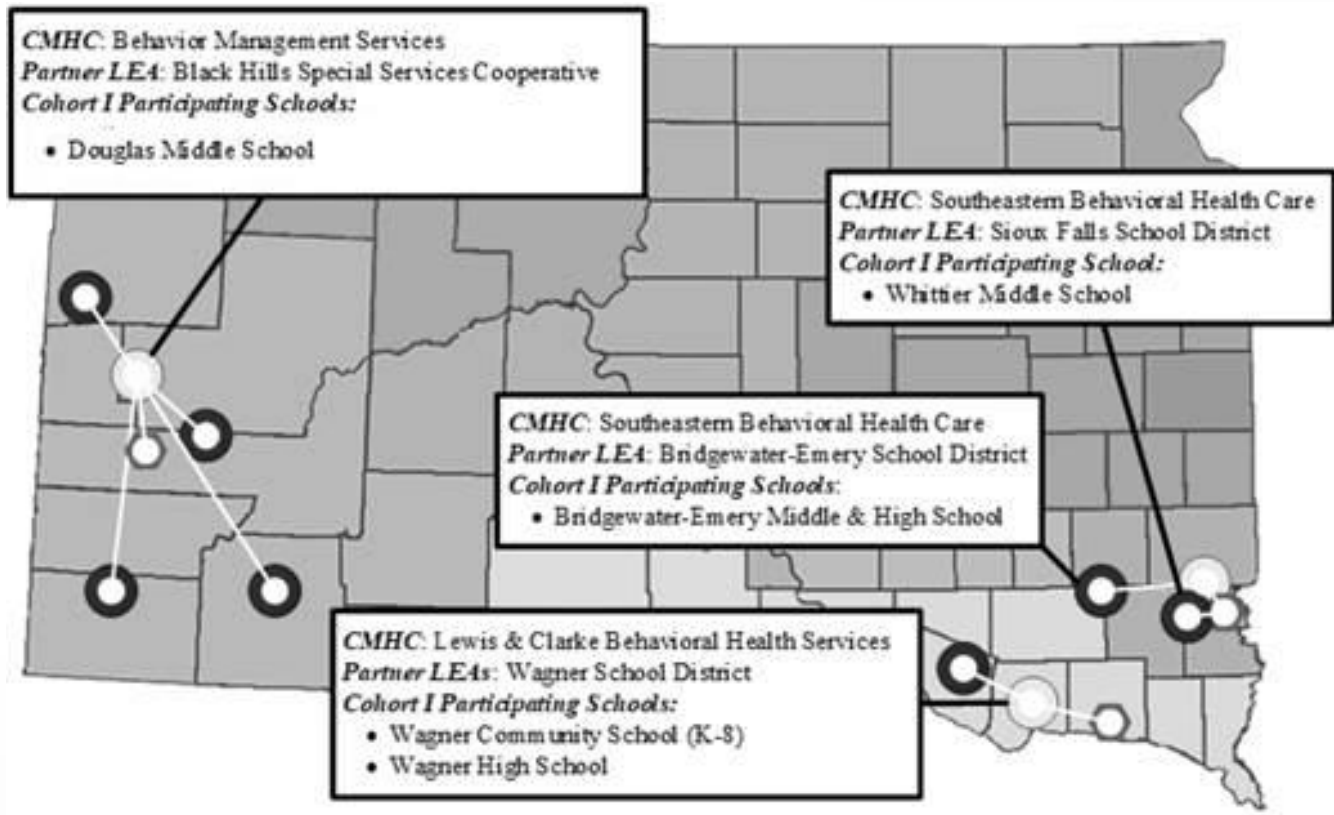 CMHC: Behavior Management Services
Partner LEA: Black Hills Special Services Cooperative
Cohort I Participating Schools:
• Douglas Middle School
CMHC: Southeastern Behavioral Health Care
Partner LEA: Sioux Falls School District
Cohort I Participating School:
• Whittier Middle School
CMHC: Southeastern Behavioral Health Care
Partner LEA: Bridgewater-Emery School District
Cohort I Participating Schools:
• Bridgewater-Emery Middle & High School
CMHC: Lewis & Clarke Behavioral Health Services
Partner LEAs: Wagner School District
Cohort I Participating Schools:
• Wagner Community School (K-8)
• Wagner High School